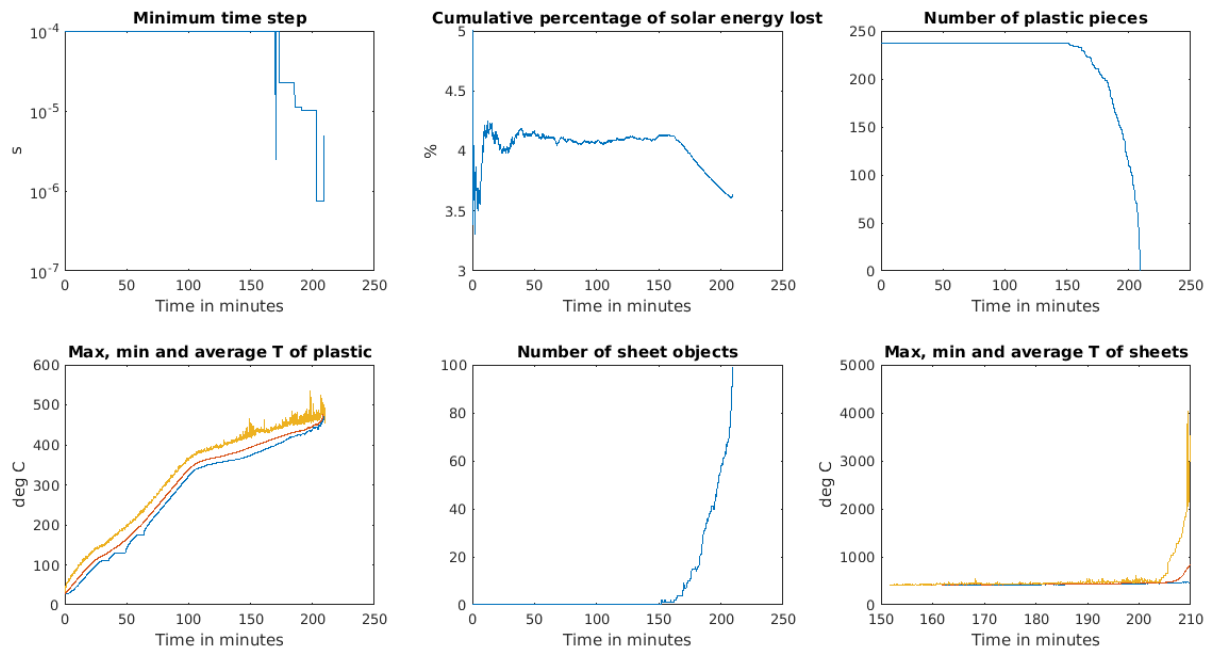 Minimum time step
10^-4
10^-5
10^-6
10^-7
s
0 50 100 150 200 250
Time in minutes
Cumulative percentage of solar energy lost
5
4.5
4
3.5
3
%
0 50 100 150 200 250
Time in minutes
Number of plastic pieces
250
200
150
100
50
0
0 50 100 150 200 250
Time in minutes
Max, min and average T of plastic
600
500
400
300
200
100
0
deg C
0 50 100 150 200 250
Time in minutes
Number of sheet objects
100
80
60
40
20
0
0 50 100 150 200 250
Time in minutes
Max, min and average T of sheets
5000
4000
3000
2000
1000
0
deg C
150 160 170 180 190 200 210
Time in minutes